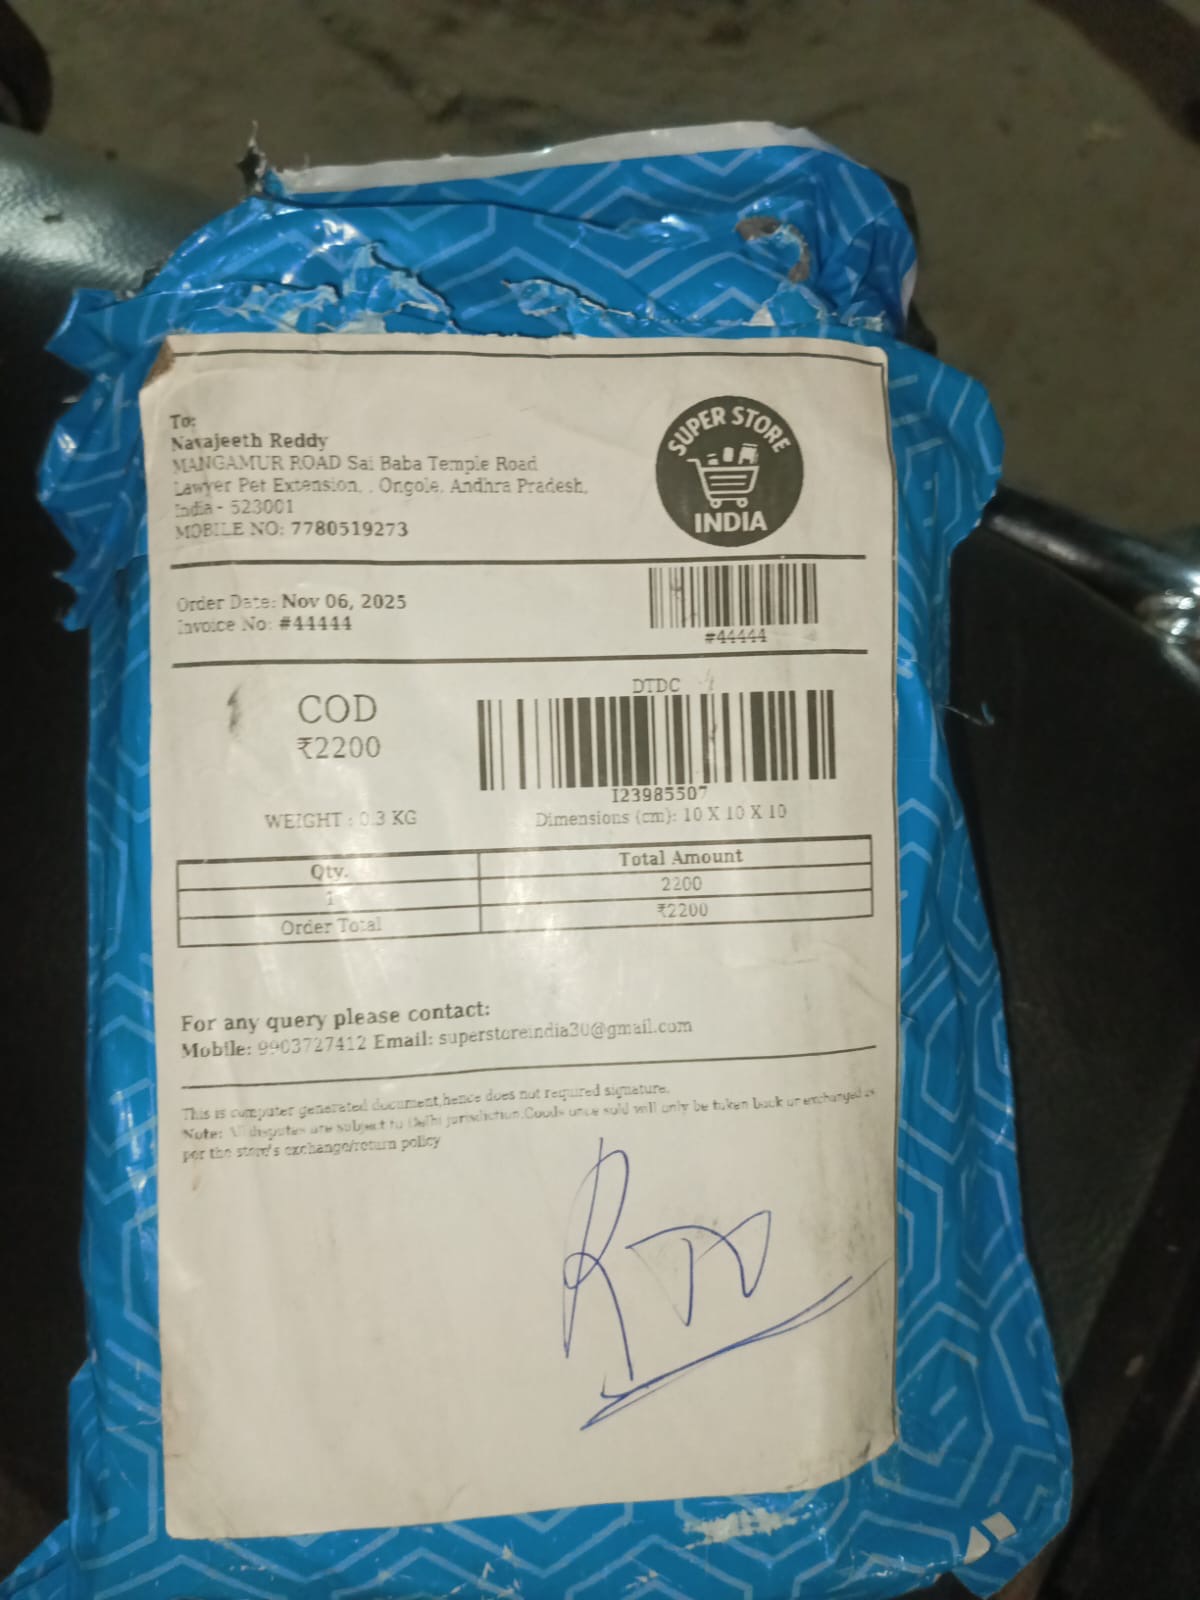 To:
Navajeeth Reddy
MANGAMUR ROAD Sai Baba Temple Road
Lawyer Pet Extension, , Ongole, Andhra Pradesh,
India - 523001
MOBILE NO: 7780519273
SUPER STORE
INDIA
Order Date: Nov 06, 2025
Invoice No: #44444
#44444
COD
₹2200
DTDC
I23985507
WEIGHT : 0.3 KG
Dimensions (cm): 10 X 10 X 10
Qty. Total Amount
1 2200
Order Total ₹2200
For any query please contact:
Mobile: 9903727412 Email: superstoreindia30@gmail.com
This is computer generated document,hence does not required signature.
Note: All disputes are subject to Delhi jurisdiction.Goods once sold will only be taken back or exchanged as
per the store's exchange/return policy
RTO